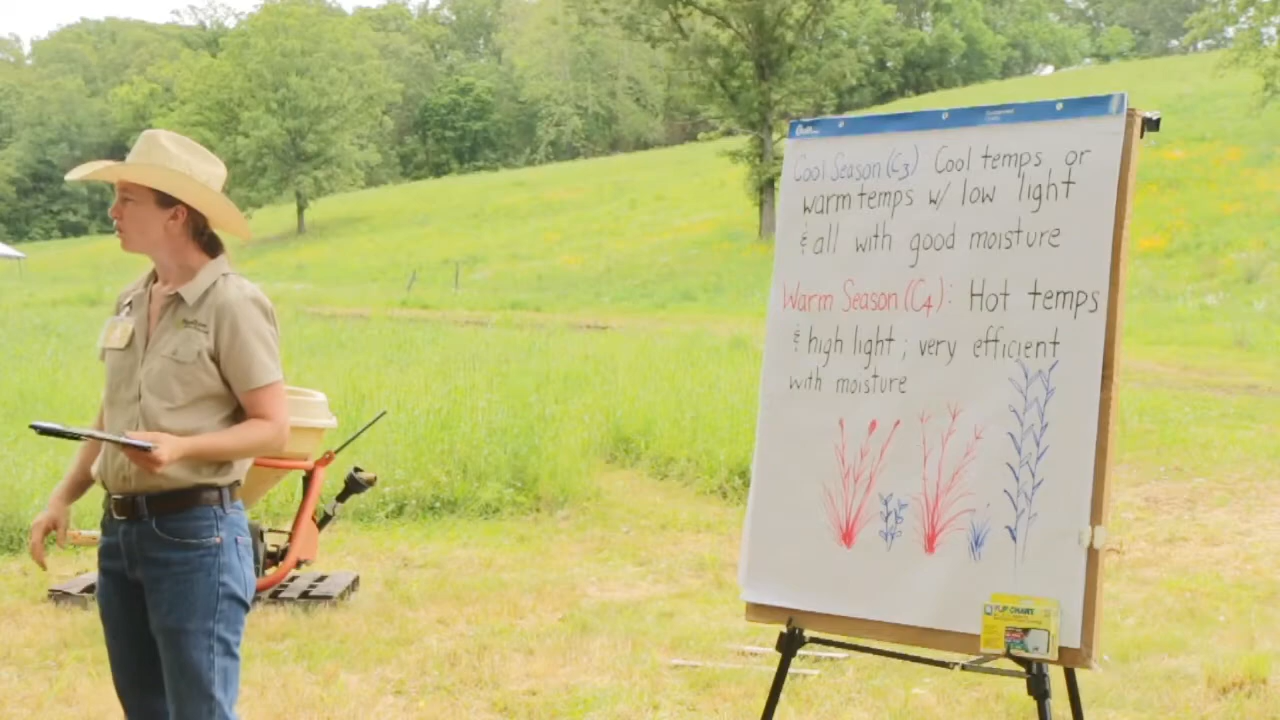 Cool Season (C3) Cool temps or
warm temps w/ low light
& all with good moisture
Warm Season (C4): Hot temps
& high light; very efficient
with moisture
FLIP CHART